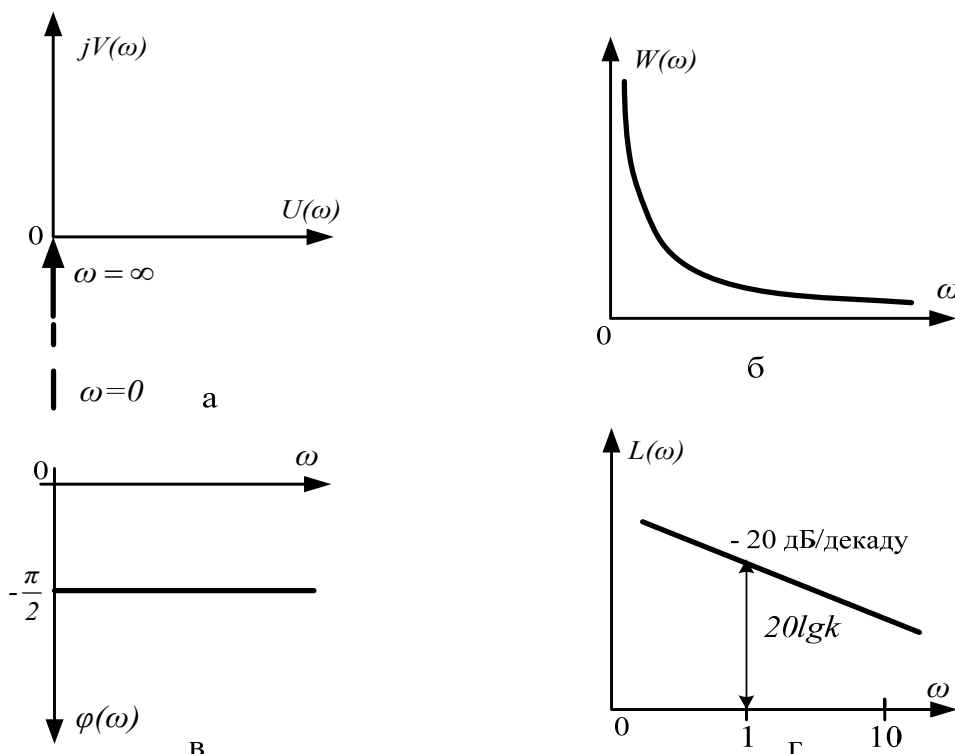 jV(ω)
U(ω)
0
ω = ∞
ω=0
а
W(ω)
ω
0
б
0
ω
-π/2
φ(ω)
в
L(ω)
- 20 дБ/декаду
20lgk
ω
0
1
10
г